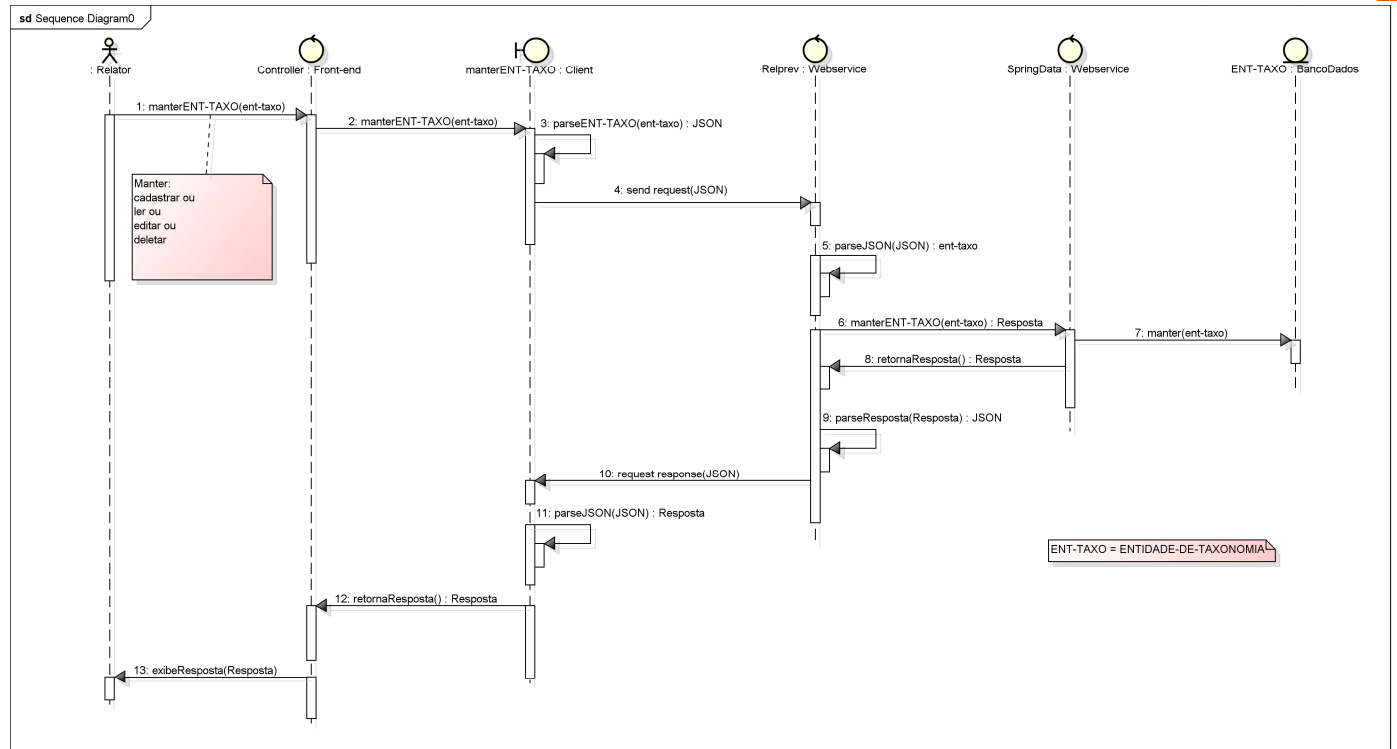 sd Sequence Diagram0
: Relator
Controller : Front-end
manterENT-TAXO : Client
Relprev : Webservice
SpringData : Webservice
ENT-TAXO : BancoDados
1: manterENT-TAXO(ent-taxo)
2: manterENT-TAXO(ent-taxo)
3: parseENT-TAXO(ent-taxo) : JSON
Manter:
cadastrar ou
ler ou
editar ou
deletar
4: send request(JSON)
5: parseJSON(JSON) : ent-taxo
6: manterENT-TAXO(ent-taxo) : Resposta
7: manter(ent-taxo)
8: retornaResposta() : Resposta
9: parseResposta(Resposta) : JSON
10: request response(JSON)
11: parseJSON(JSON) : Resposta
ENT-TAXO = ENTIDADE-DE-TAXONOMIA
12: retornaResposta() : Resposta
13: exibeResposta(Resposta)